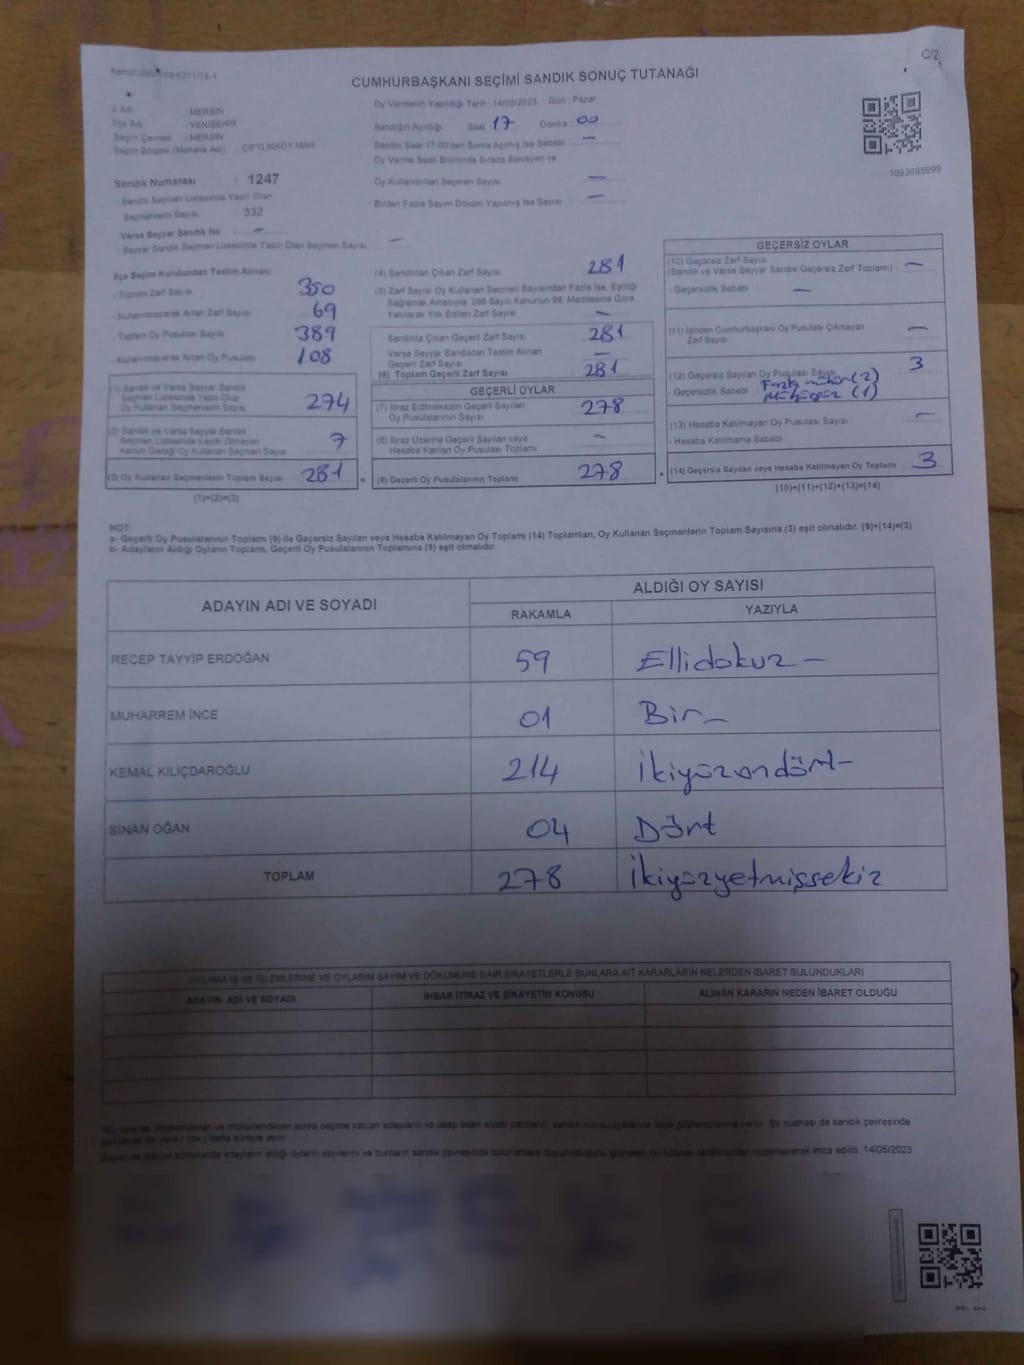 C/2
CUMHURBAŞKANI SEÇİMİ SANDIK SONUÇ TUTANAĞI
İl Adı : MERSİN
İlçe Adı : YENİŞEHİR
Seçim Çevresi : MERSİN
Seçim Bölgesi (Mahalle Adı) : ÇİFTLİKKÖY MAH.
Sandık Numarası : 1247
Sandık Seçmen Listesinde Yazılı Olan
Seçmenlerin Sayısı : 332
Varsa Seyyar Sandık No : –
- Seyyar Sandık Seçmen Listesinde Yazılı Olan Seçmen Sayısı: –
Oy Vermenin Yapıldığı Tarih : 14/05/2023 Gün : Pazar
Sandığın Açıldığı Saat 17 Dakika : 00
Sandık Saat 17:00'den Sonra Açılmış İse Sebebi –
Oy Verme Saati Bitiminde Sırada Bekleyen ve
Oy Kullandırılan Seçmen Sayısı –
Birden Fazla Sayım Döküm Yapılmış İse Sayısı –
1093685999
İlçe Seçim Kurulundan Teslim Alınan:
- Toplam Zarf Sayısı 350
- Kullanılmayarak Artan Zarf Sayısı 69
- Toplam Oy Pusulası Sayısı 389
- Kullanılmayarak Artan Oy Pusulası 108
(1) Sandık ve Varsa Seyyar Sandık
Seçmen Listesinde Yazılı Olup
Oy Kullanan Seçmenlerin Sayısı 274
(2) Sandık ve Varsa Seyyar Sandık
Seçmen Listesinde Kayıtlı Olmayan
Kanun Gereği Oy Kullanan Seçmen Sayısı 7
(3) Oy Kullanan Seçmenlerin Toplam Sayısı 281
(1)+(2)=(3)
(4) Sandıktan Çıkan Zarf Sayısı 281
(5) Zarf Sayısı Oy Kullanan Seçmen Sayısından Fazla İse, Eşitliği
Sağlamak Amacıyla; 298 Sayılı Kanunun 98. Maddesine Göre
Yakılarak Yok Edilen Zarf Sayısı –
Sandıkta Çıkan Geçerli Zarf Sayısı 281
Varsa Seyyar Sandıktan Teslim Alınan
Geçerli Zarf Sayısı –
(6) Toplam Geçerli Zarf Sayısı 281
GEÇERLİ OYLAR
(7) İtiraz Edilmeksizin Geçerli Sayılan
Oy Pusulalarının Sayısı 278
(8) İtiraz Üzerine Geçerli Sayılan veya
Hesaba Katılan Oy Pusulası Toplamı –
(9) Geçerli Oy Pusulalarının Toplamı 278
GEÇERSİZ OYLAR
(10) Geçersiz Zarf Sayısı
(Sandık ve Varsa Seyyar Sandık Geçersiz Zarf Toplamı) –
- Geçersizlik Sebebi –
(11) İçinden Cumhurbaşkanı Oy Pusulası Çıkmayan
Zarf Sayısı –
(12) Geçersiz Sayılan Oy Pusulası Sayısı 3
- Geçersizlik Sebebi Fazla mühür (2)
Mühürsüz (1)
(13) Hesaba Katılmayan Oy Pusulası Sayısı –
- Hesaba Katılmama Sebebi
(14) Geçersiz Sayılan veya Hesaba Katılmayan Oy Toplamı 3
(10)+(11)+(12)+(13)=(14)
NOT:
a- Geçerli Oy Pusulalarının Toplamı (9) ile Geçersiz Sayılan veya Hesaba Katılmayan Oy Toplamı (14) Toplamları, Oy Kullanan Seçmenlerin Toplam Sayısına (3) eşit olmalıdır. (9)+(14)=(3)
b- Adayların Aldığı Oyların Toplamı, Geçerli Oy Pusulalarının Toplamına (9) eşit olmalıdır.
ADAYIN ADI VE SOYADI ALDIĞI OY SAYISI
RAKAMLA YAZIYLA
RECEP TAYYİP ERDOĞAN 59 Ellidokuz –
MUHARREM İNCE 01 Bir –
KEMAL KILIÇDAROĞLU 214 İkiyüzondört –
SİNAN OĞAN 04 Dört
TOPLAM 278 İkiyüzyetmişsekiz
OYLAMA İŞ VE İŞLEMLERİNE VE OYLARIN SAYIM VE DÖKÜMÜNE DAİR ŞİKAYETLERLE BUNLARA AİT KARARLARIN NELERDEN İBARET BULUNDUKLARI
ADAYIN ADI VE SOYADI İHBAR İTİRAZ VE ŞİKAYETİN KONUSU ALINAN KARARIN NEDEN İBARET OLDUĞU
Bir nüshası da sandık çevresinde
imza edildi. 14/05/2023